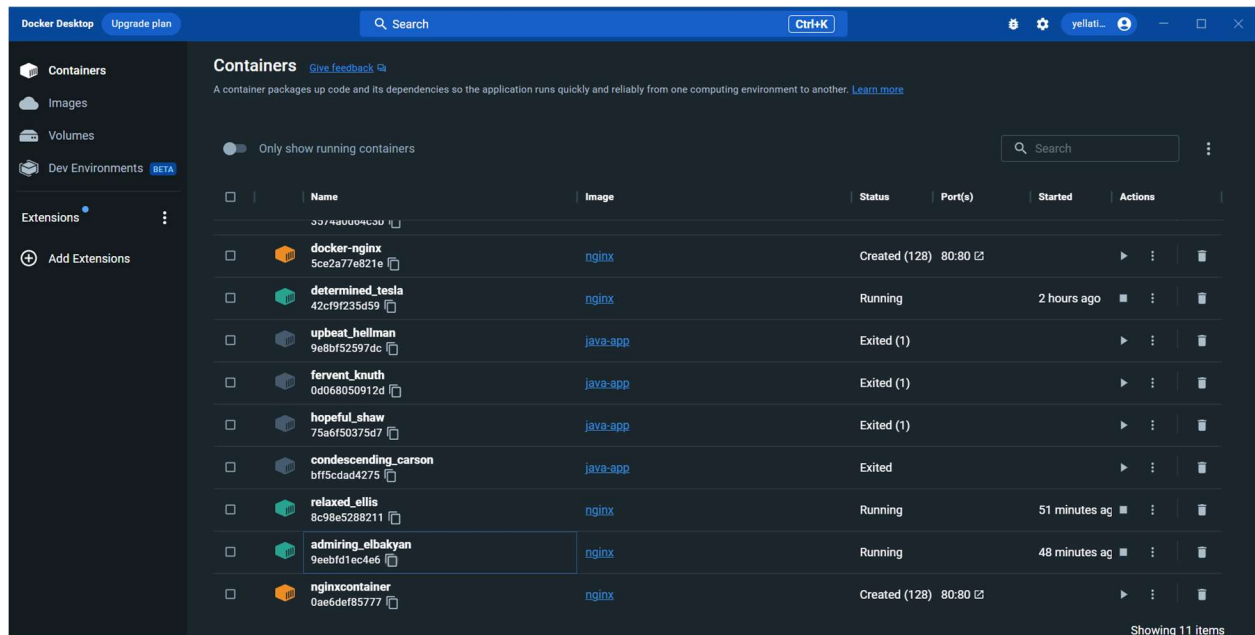 Docker Desktop Upgrade plan Search Ctrl+K yellati...
Containers
Images
Volumes
Dev Environments BETA
Extensions
Add Extensions
Containers Give feedback
A container packages up code and its dependencies so the application runs quickly and reliably from one computing environment to another. Learn more
Only show running containers Search
Name Image Status Port(s) Started Actions
docker-nginx
5ce2a77e821e nginx Created (128) 80:80
determined_tesla
42cf9f235d59 nginx Running 2 hours ago
upbeat_hellman
9e8bf52597dc java-app Exited (1)
fervent_knuth
0d068050912d java-app Exited (1)
hopeful_shaw
75a6f50375d7 java-app Exited (1)
condescending_carson
bff5cdad4275 java-app Exited
relaxed_ellis
8c98e5288211 nginx Running 51 minutes ag
admiring_elbakyan
9eebfd1ec4e6 nginx Running 48 minutes ag
nginxcontainer
0ae6def85777 nginx Created (128) 80:80
Showing 11 items